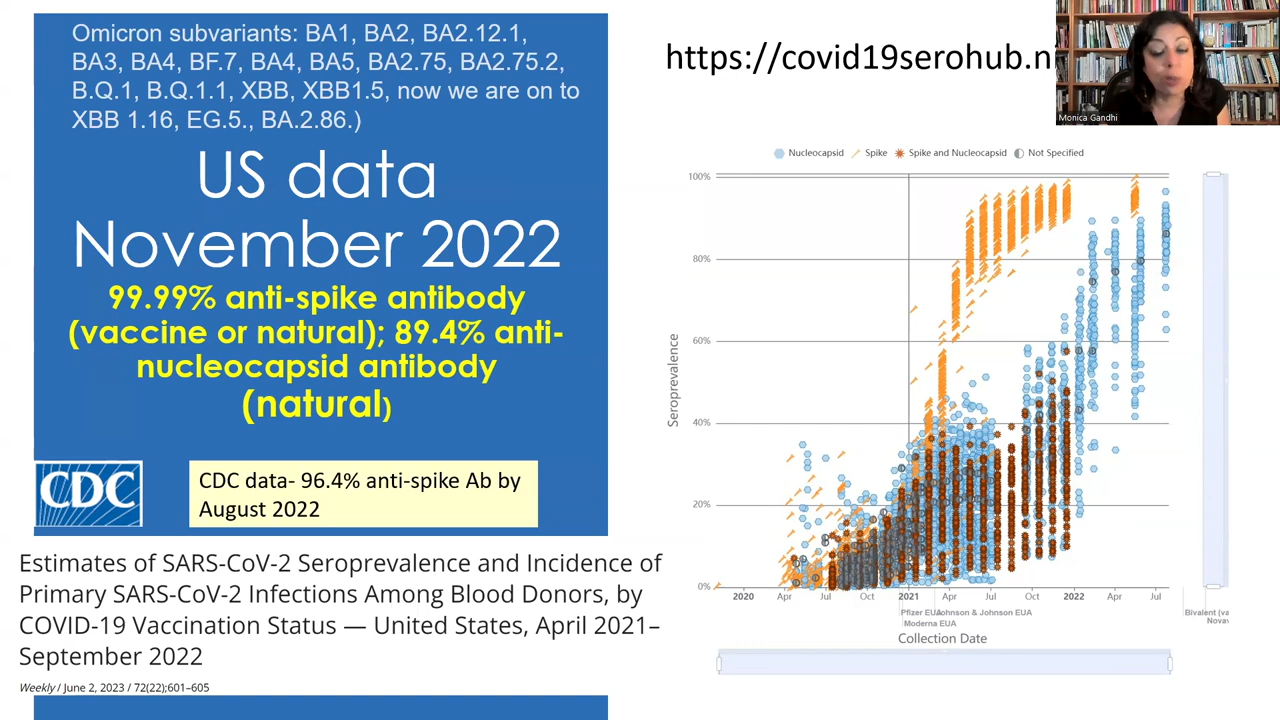 Omicron subvariants: BA1, BA2, BA2.12.1,
BA3, BA4, BF.7, BA4, BA5, BA2.75, BA2.75.2,
B.Q.1, B.Q.1.1, XBB, XBB1.5, now we are on to
XBB 1.16, EG.5., BA.2.86.)
US data
November 2022
99.99% anti-spike antibody
(vaccine or natural); 89.4% anti-
nucleocapsid antibody
(natural)
CDC
CDC data- 96.4% anti-spike Ab by
August 2022
Estimates of SARS-CoV-2 Seroprevalence and Incidence of
Primary SARS-CoV-2 Infections Among Blood Donors, by
COVID-19 Vaccination Status — United States, April 2021–
September 2022
Weekly / June 2, 2023 / 72(22);601–605
https://covid19serohub.n
Monica Gandhi
Nucleocapsid Spike Spike and Nucleocapsid Not Specified
100%
80%
60%
40%
20%
0%
Seroprevalence
2020 Apr Jul Oct 2021 Apr Jul Oct 2022 Apr Jul
Pfizer EUA Johnson & Johnson EUA Bivalent (va
Moderna EUA Novav
Collection Date